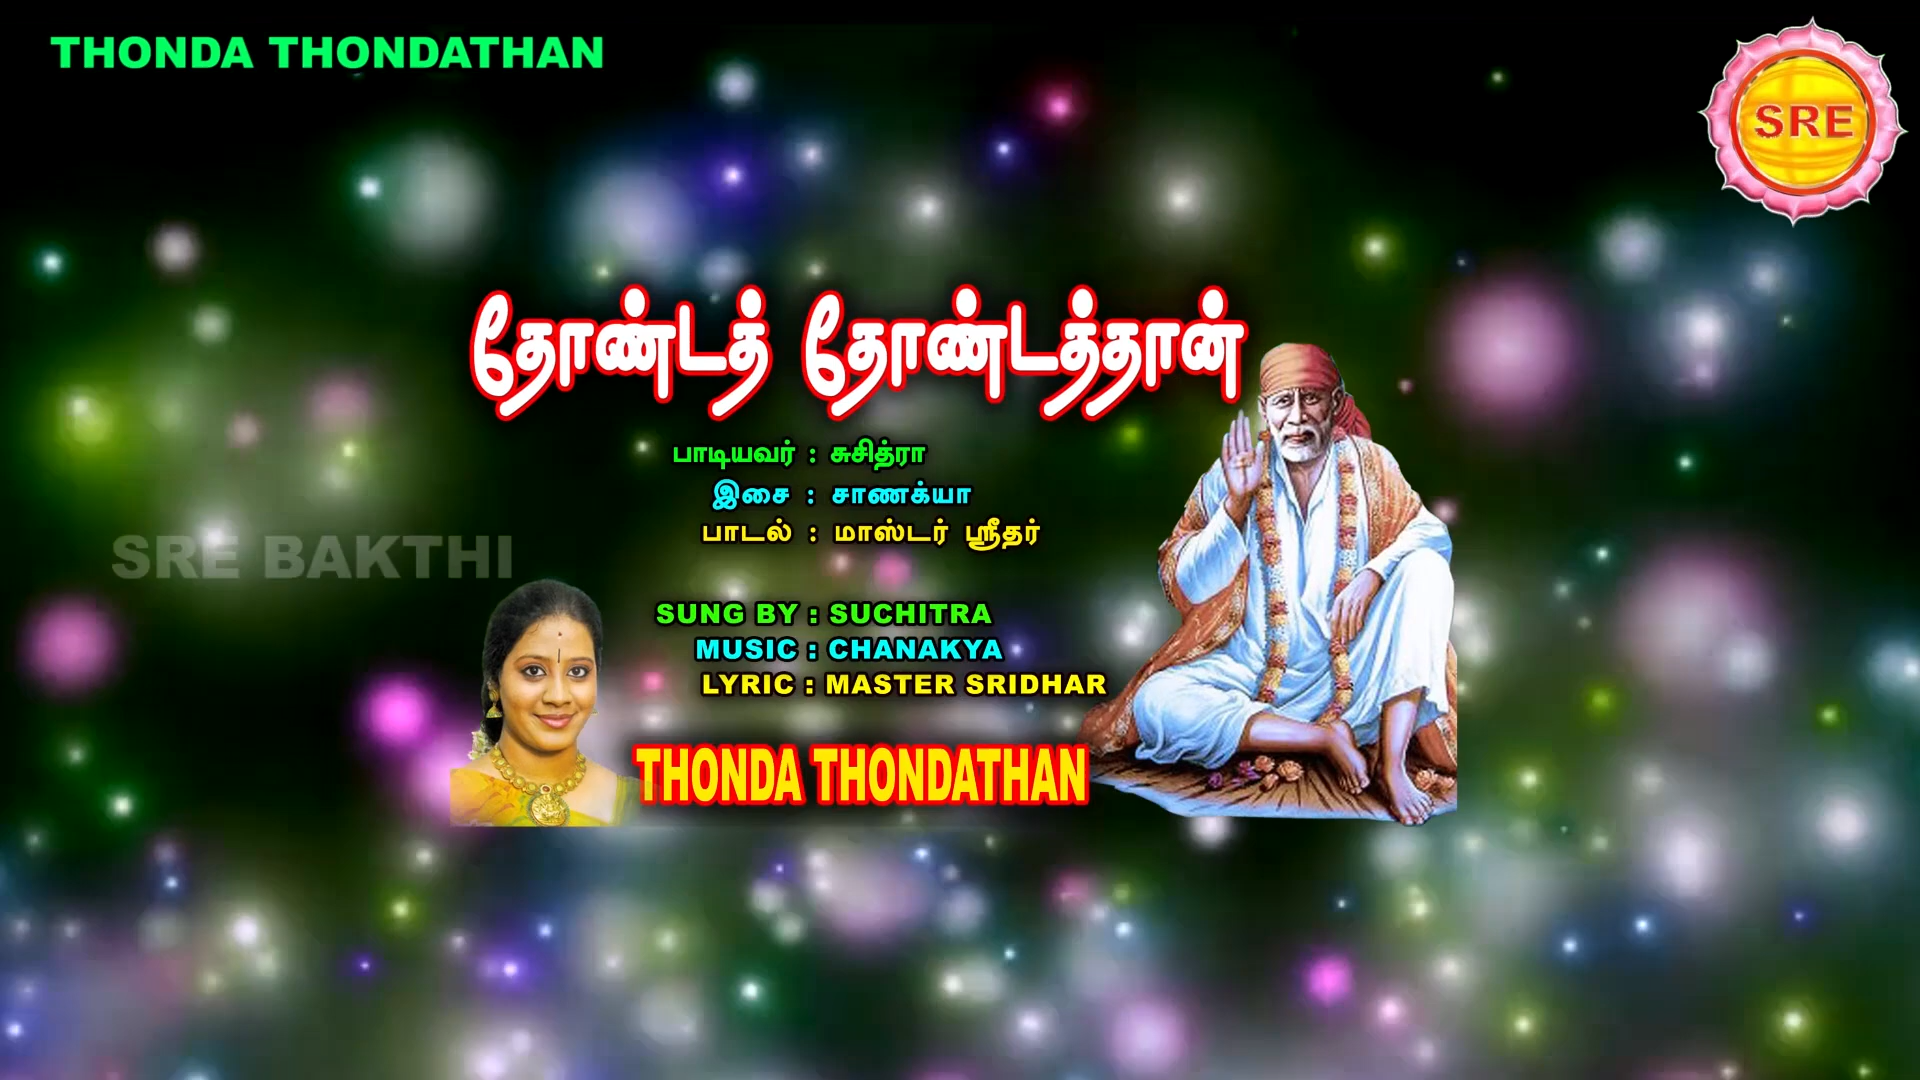 THONDA THONDATHAN
SRE
தோண்டத் தோண்டத்தான்
பாடியவர் : சுசித்ரா
இசை : சாணக்யா
பாடல் : மாஸ்டர் ஸ்ரீதர்
SRE BAKTHI
SUNG BY : SUCHITRA
MUSIC : CHANAKYA
LYRIC : MASTER SRIDHAR
THONDA THONDATHAN